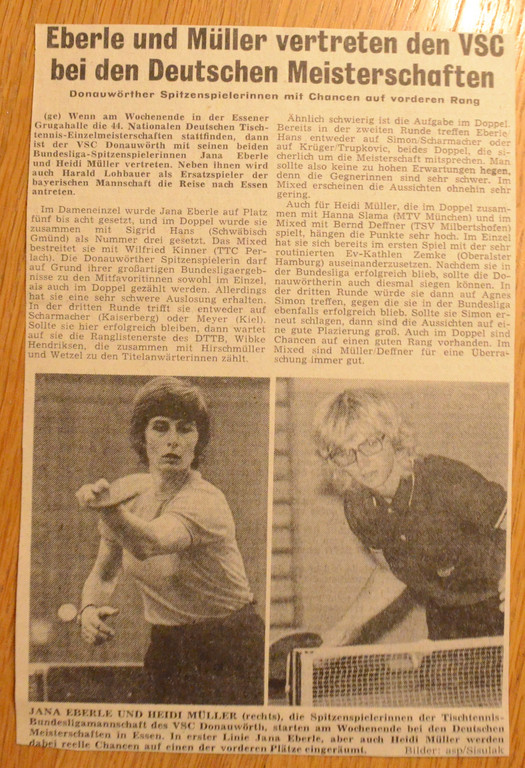 Eberle und Müller vertreten den VSC
bei den Deutschen Meisterschaften
Donauwörther Spitzenspielerinnen mit Chancen auf vorderen Rang
(ge) Wenn am Wochenende in der Essener
Grugahalle die 44. Nationalen Deutschen Tisch-
tennis-Einzelmeisterschaften stattfinden, dann
ist der VSC Donauwörth mit seinen beiden
Bundesliga-Spitzenspielerinnen Jana Eberle
und Heidi Müller vertreten. Neben ihnen wird
auch Harald Lohbauer als Ersatzspieler der
bayerischen Mannschaft die Reise nach Essen
antreten.
Im Dameneinzel wurde Jana Eberle auf Platz
fünf bis acht gesetzt, und im Doppel wurde sie
zusammen mit Sigrid Hans (Schwäbisch
Gmünd) als Nummer drei gesetzt. Das Mixed
bestreitet sie mit Wilfried Kinner (TTC Per-
lach). Die Donauwörther Spitzenspielerin darf
auf Grund ihrer großartigen Bundesligaergeb-
nisse zu den Mitfavoritinnen sowohl im Einzel,
als auch im Doppel gezählt werden. Allerdings
hat sie eine sehr schwere Auslosung erhalten.
In der dritten Runde trifft sie entweder auf
Scharmacher (Kaiserberg) oder Meyer (Kiel).
Sollte sie hier erfolgreich bleiben, dann wartet
auf sie die Ranglistenerste des DTTB, Wibke
Hendriksen, die zusammen mit Hirschmüller
und Wetzel zu den Titelanwärterinnen zählt.
Ähnlich schwierig ist die Aufgabe im Doppel.
Bereits in der zweiten Runde treffen Eberle/
Hans entweder auf Simon/Scharmacher oder
auf Krüger/Trupkovic, beides Doppel, die si-
cherlich um die Meisterschaft mitsprechen. Man
sollte also keine zu hohen Erwartungen hegen,
denn die Gegnerinnen sind sehr schwer. Im
Mixed erscheinen die Aussichten ohnehin sehr
gering.
Auch für Heidi Müller, die im Doppel zusam-
men mit Hanna Slama (MTV München) und im
Mixed mit Bernd Deffner (TSV Milbertshofen)
spielt, hängen die Punkte sehr hoch. Im Einzel
hat sie sich bereits im ersten Spiel mit der sehr
routinierten Ev-Kathlen Zemke (Oberalster
Hamburg) auseinanderzusetzen. Nachdem sie in
der Bundesliga erfolgreich blieb, sollte die Do-
nauwörtherin auch diesmal siegen können. In
der dritten Runde würde sie dann auf Agnes
Simon treffen, gegen die sie in der Bundesliga
ebenfalls erfolgreich blieb. Sollte sie Simon er-
neut schlagen, dann sind die Aussichten auf ei-
ne gute Plazierung groß. Auch im Doppel sind
Chancen auf einen guten Rang vorhanden. Im
Mixed sind Müller/Deffner für eine Überra-
schung immer gut.
JANA EBERLE UND HEIDI MÜLLER (rechts), die Spitzenspielerinnen der Tischtennis-
Bundesligamannschaft des VSC Donauwörth, starten am Wochenende bei den Deutschen
Meisterschaften in Essen. In erster Linie Jana Eberle, aber auch Heidi Müller werden
dabei reelle Chancen auf einen der vorderen Plätze eingeräumt. Bilder: asp/Sisulak